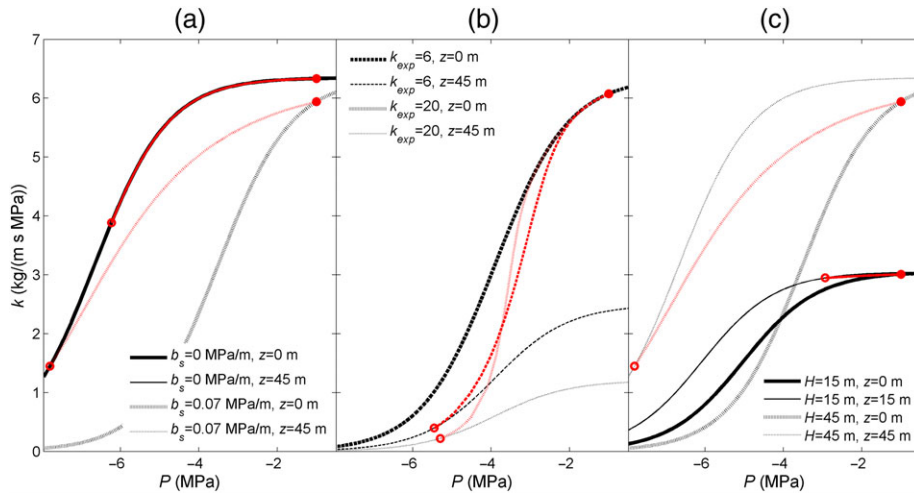 (a) (b) (c)
7
6
5
4
3
2
1
0
k (kg/(m s MPa))
b_s=0 MPa/m, z=0 m
b_s=0 MPa/m, z=45 m
b_s=0.07 MPa/m, z=0 m
b_s=0.07 MPa/m, z=45 m
−6 −4 −2
P (MPa)
k_exp=6, z=0 m
k_exp=6, z=45 m
k_exp=20, z=0 m
k_exp=20, z=45 m
−6 −4 −2
P (MPa)
H=15 m, z=0 m
H=15 m, z=15 m
H=45 m, z=0 m
H=45 m, z=45 m
−6 −4 −2
P (MPa)